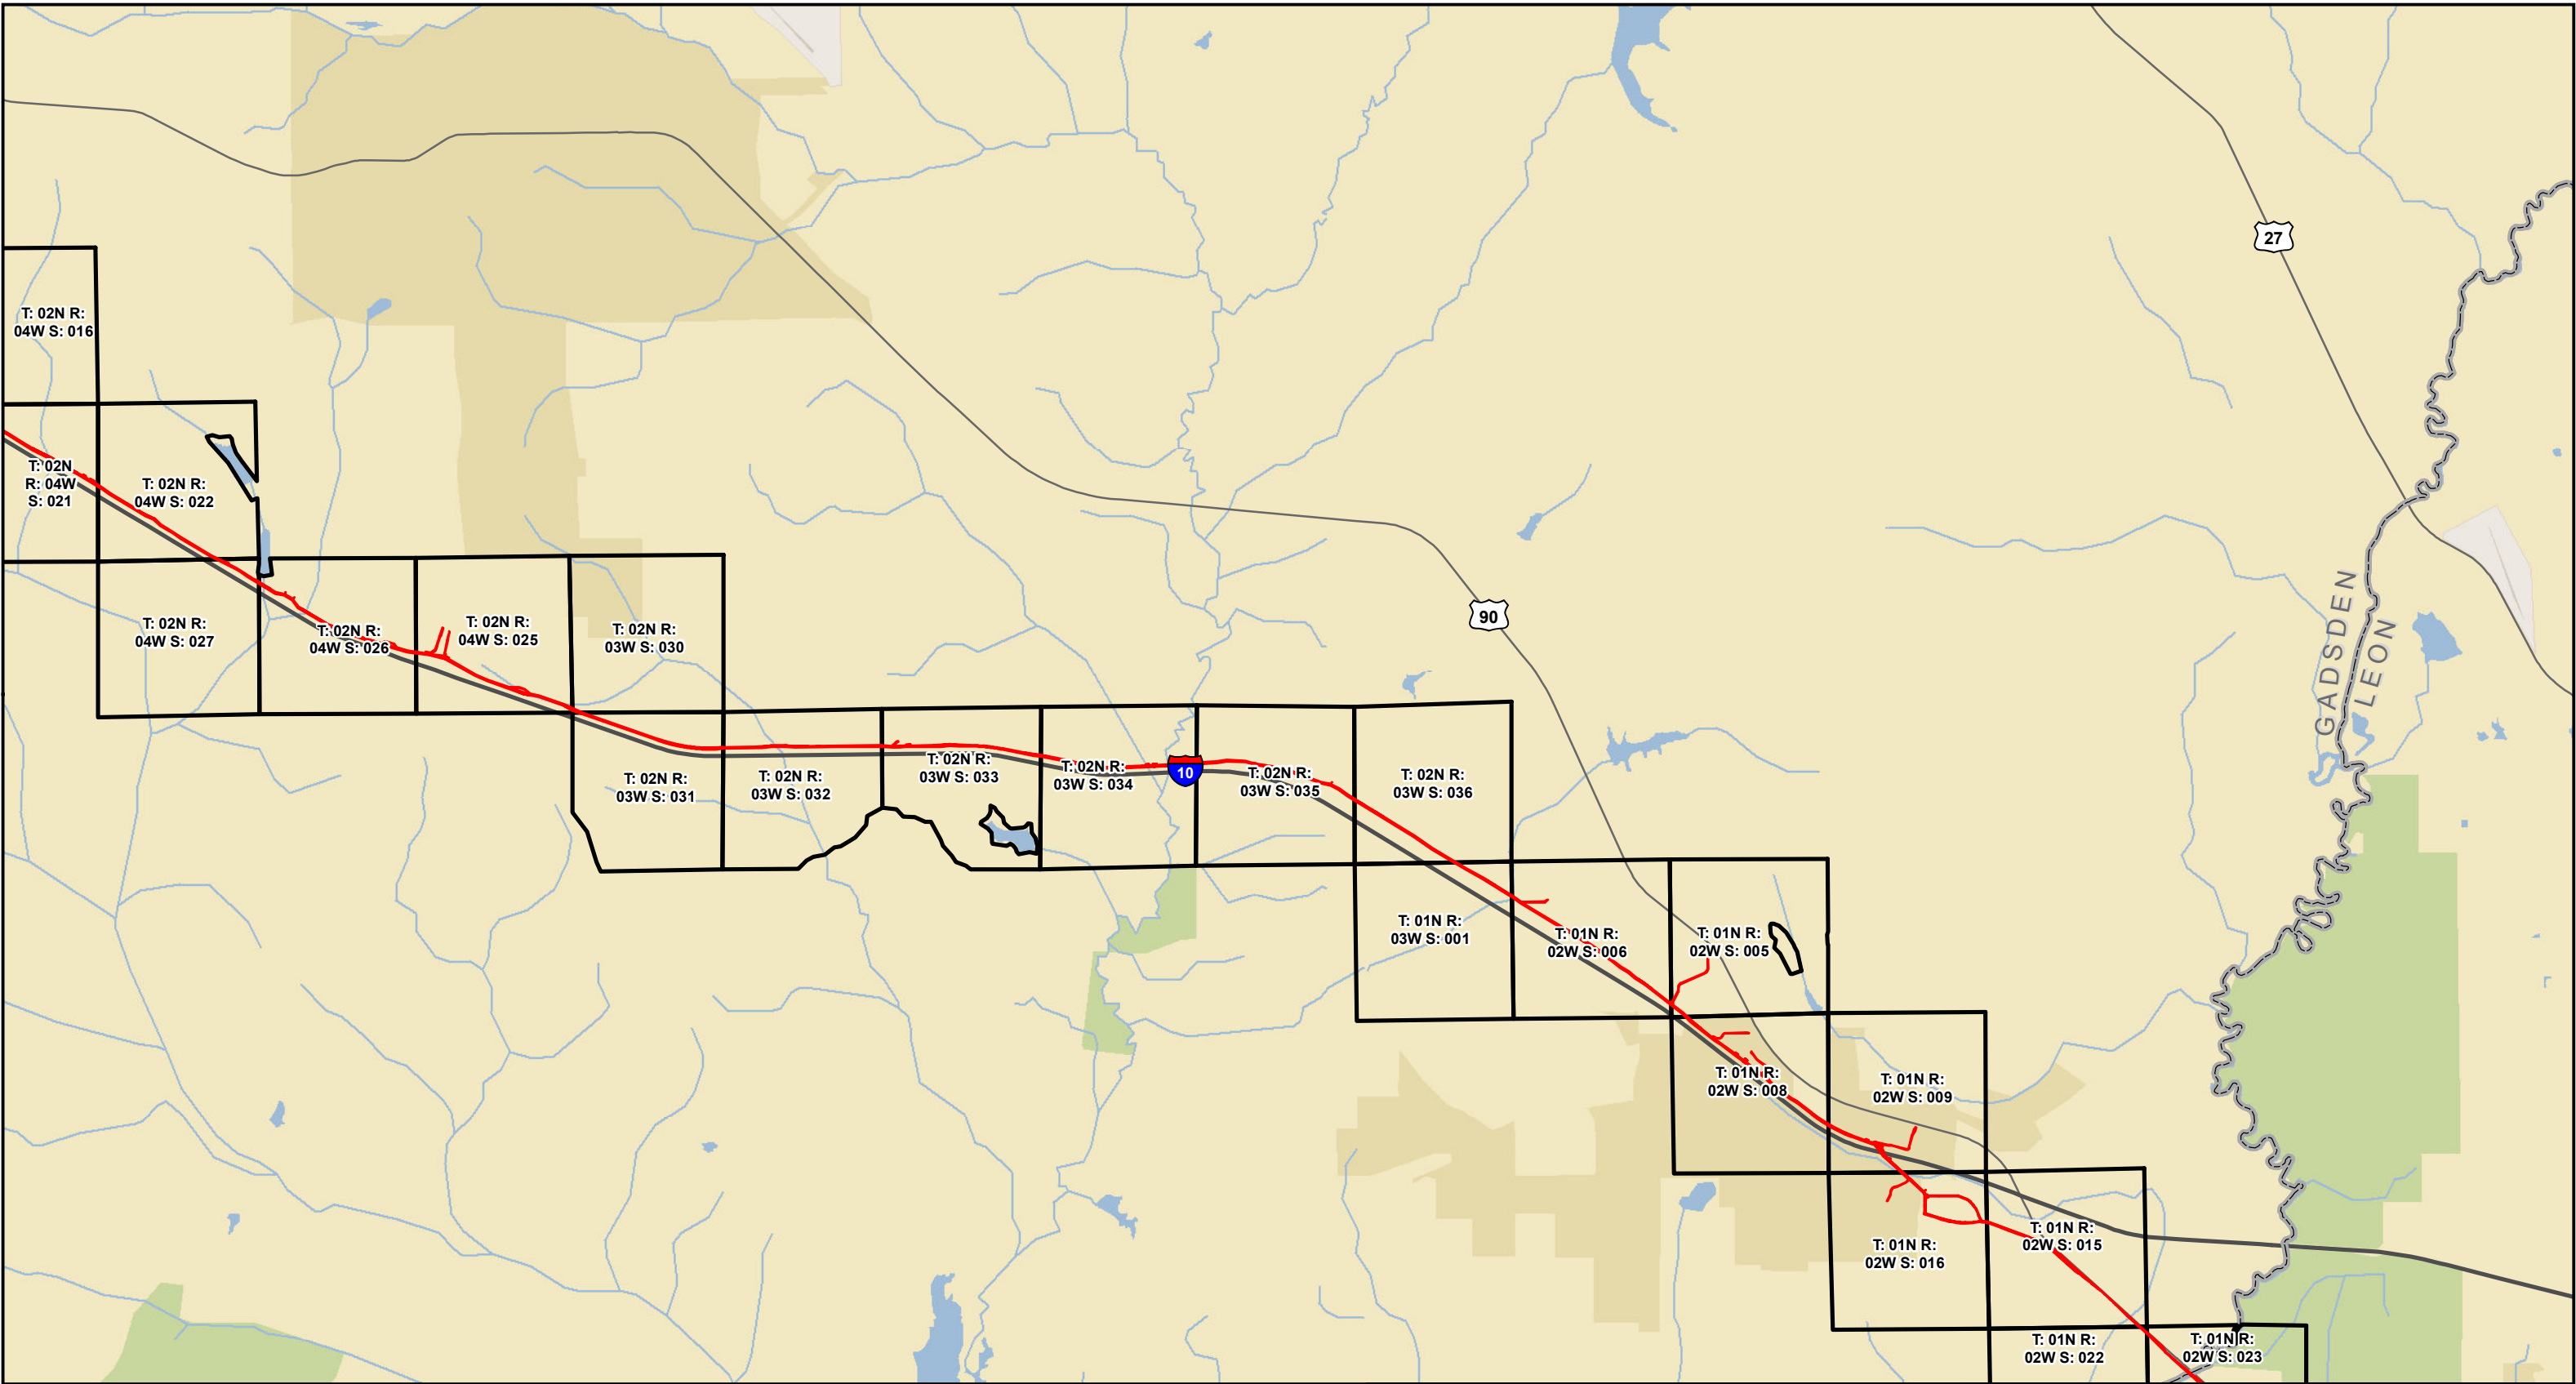 27
T: 02N R:
04W S: 016
T: 02N
R: 04W
S: 021
T: 02N R:
04W S: 022
90
T: 02N R:
04W S: 027
T: 02N R:
04W S: 026
T: 02N R:
04W S: 025
T: 02N R:
03W S: 030
GADSDEN
LEON
T: 02N R:
03W S: 031
T: 02N R:
03W S: 032
T: 02N R:
03W S: 033
T: 02N R:
03W S: 034
10
T: 02N R:
03W S: 035
T: 02N R:
03W S: 036
T: 01N R:
03W S: 001
T: 01N R:
02W S: 006
T: 01N R:
02W S: 005
T: 01N R:
02W S: 008
T: 01N R:
02W S: 009
T: 01N R:
02W S: 016
T: 01N R:
02W S: 015
T: 01N R:
02W S: 022
T: 01N R:
02W S: 023